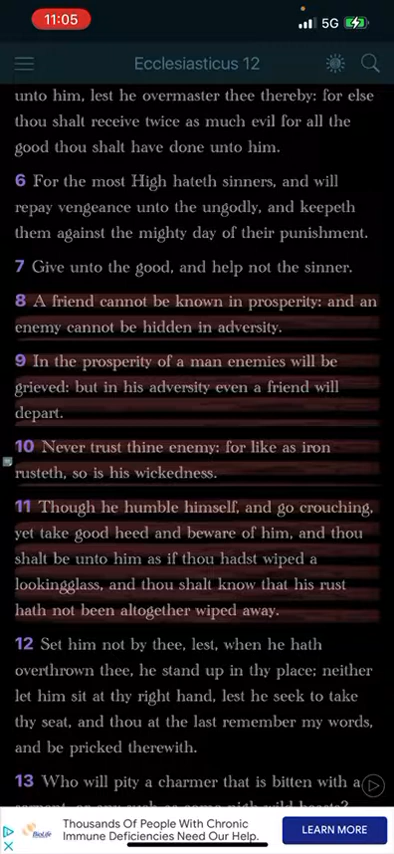 11:05
5G
Ecclesiasticus 12
unto him, lest he overmaster thee thereby: for else
thou shalt receive twice as much evil for all the
good thou shalt have done unto him.
6 For the most High hateth sinners, and will
repay vengeance unto the ungodly, and keepeth
them against the mighty day of their punishment.
7 Give unto the good, and help not the sinner.
8 A friend cannot be known in prosperity: and an
enemy cannot be hidden in adversity.
9 In the prosperity of a man enemies will be
grieved: but in his adversity even a friend will
depart.
10 Never trust thine enemy: for like as iron
rusteth, so is his wickedness.
11 Though he humble himself, and go crouching,
yet take good heed and beware of him, and thou
shalt be unto him as if thou hadst wiped a
lookingglass, and thou shalt know that his rust
hath not been altogether wiped away.
12 Set him not by thee, lest, when he hath
overthrown thee, he stand up in thy place; neither
let him sit at thy right hand, lest he seek to take
thy seat, and thou at the last remember my words,
and be pricked therewith.
13 Who will pity a charmer that is bitten with a
serpent, or any such as come nigh wild beasts?
BioLife
Thousands Of People With Chronic
Immune Deficiencies Need Our Help.
LEARN MORE